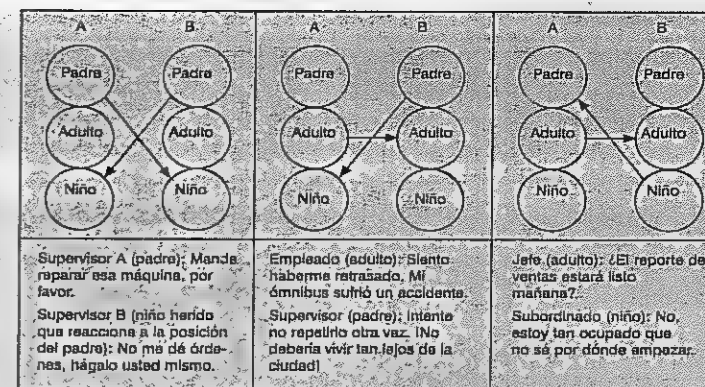 A B
Padre Padre
Adulto Adulto
Niño Niño
Supervisor A (padre): Mande
reparar esa máquina, por
favor.
Supervisor B (niño herido
que reacciona a la posición
del padre): No me dé órde-
nes, hágalo usted mismo.
A B
Padre Padre
Adulto Adulto
Niño Niño
Empleado (adulto): Siento
haberme retrasado. Mi
ómnibus sufrió un accidente.
Supervisor (padre): Intente
no repetirlo otra vez. ¡No
debería vivir tan lejos de la
ciudad!
A B
Padre Padre
Adulto Adulto
Niño Niño
Jefe (adulto): ¿El reporte de
ventas estará listo
mañana?
Subordinado (niño): No,
estoy tan ocupado que
no sé por dónde empezar.